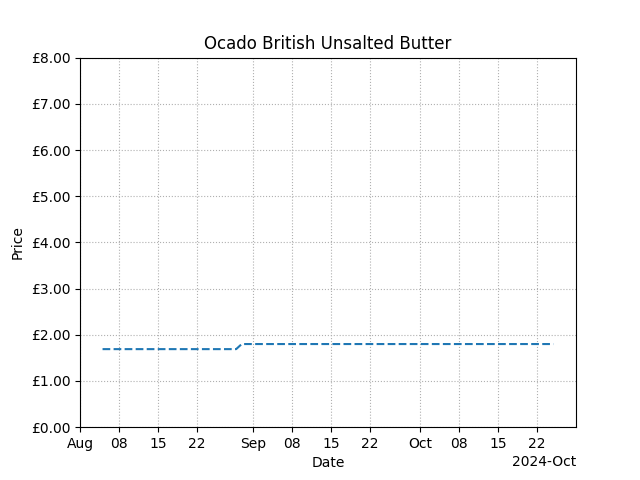 Ocado British Unsalted Butter
£8.00
£7.00
£6.00
£5.00
£4.00
£3.00
£2.00
£1.00
£0.00
Price
Aug 08 15 22 Sep 08 15 22 Oct 08 15 22
Date
2024-Oct